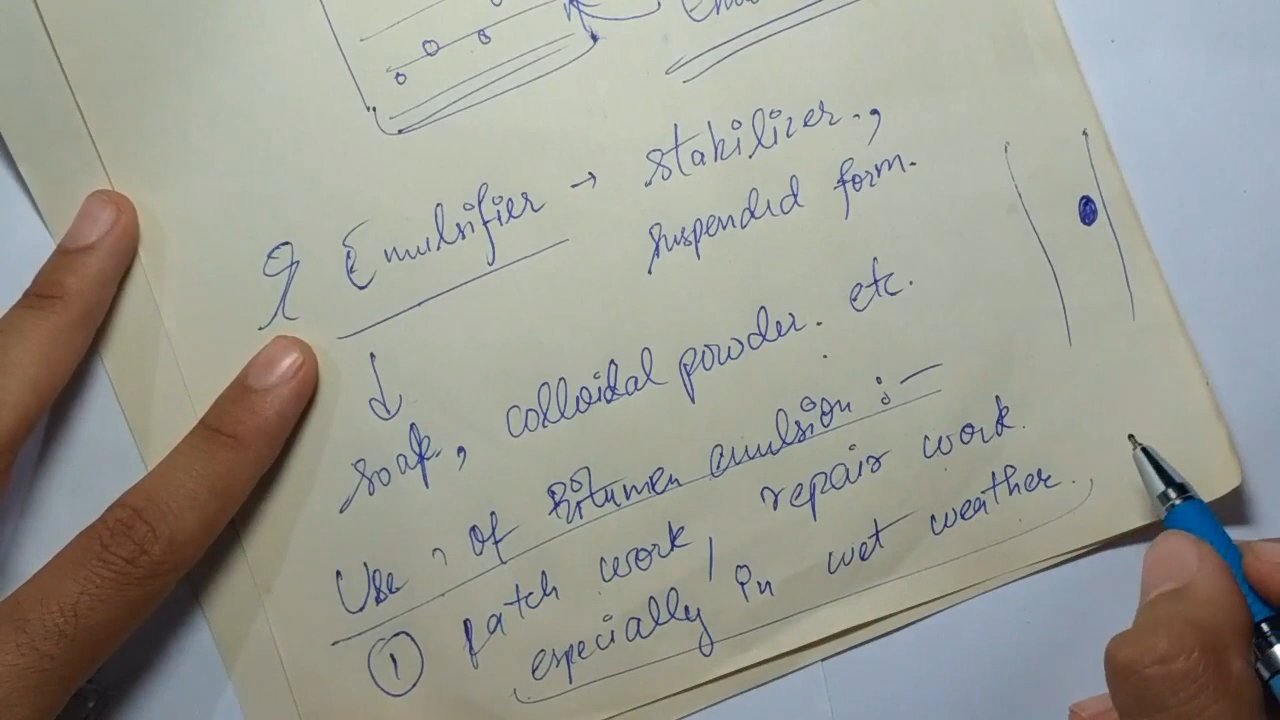 Emulsifier → stabilizer.,
suspended form.
soap, colloidal powder. etc.
Use of Bitumen emulsion :-
① Patch work, repair work.
especially in wet weather.